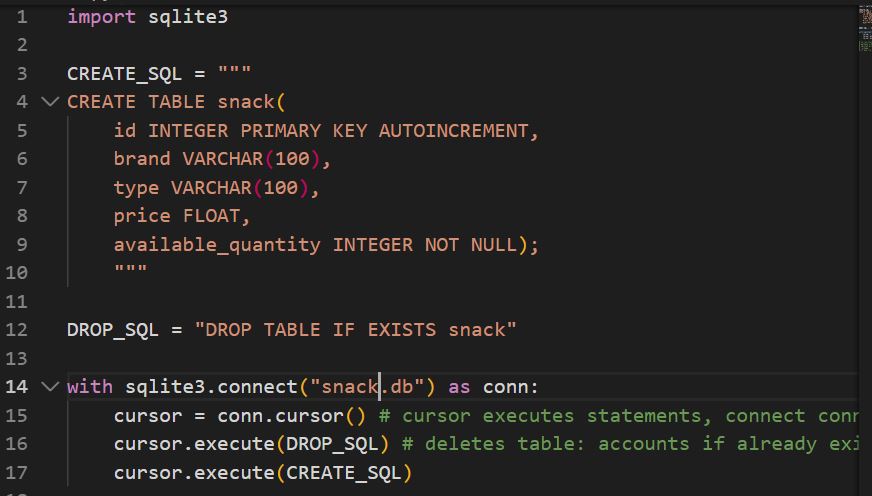 1 import sqlite3
2
3 CREATE_SQL = """
4 CREATE TABLE snack(
5     id INTEGER PRIMARY KEY AUTOINCREMENT,
6     brand VARCHAR(100),
7     type VARCHAR(100),
8     price FLOAT,
9     available_quantity INTEGER NOT NULL);
10     """
11
12 DROP_SQL = "DROP TABLE IF EXISTS snack"
13
14 with sqlite3.connect("snack.db") as conn:
15     cursor = conn.cursor() # cursor executes statements, connect conn
16     cursor.execute(DROP_SQL) # deletes table: accounts if already exi
17     cursor.execute(CREATE_SQL)